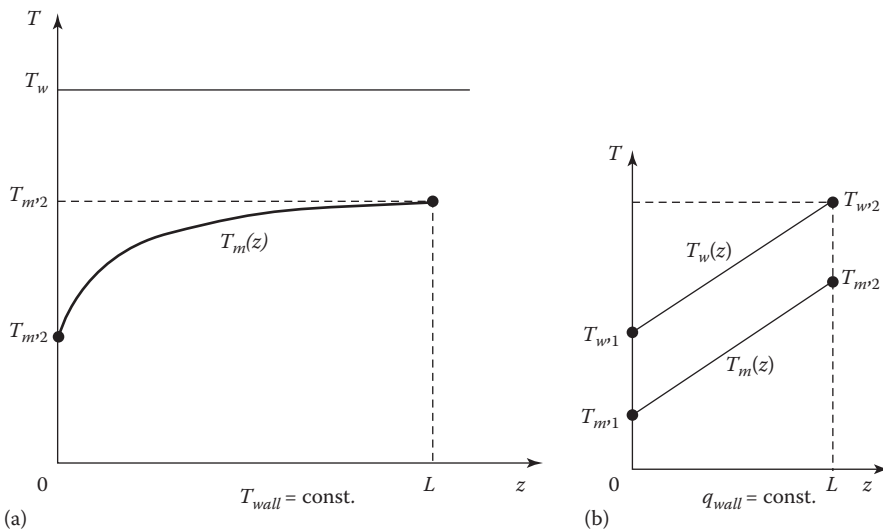 T
T_w
T_m,2
T_m(z)
T_m,2
0
T_wall = const.
L
z
(a)
T
T_w,2
T_w(z)
T_m,2
T_w,1
T_m(z)
T_m,1
0
q_wall = const.
L
z
(b)